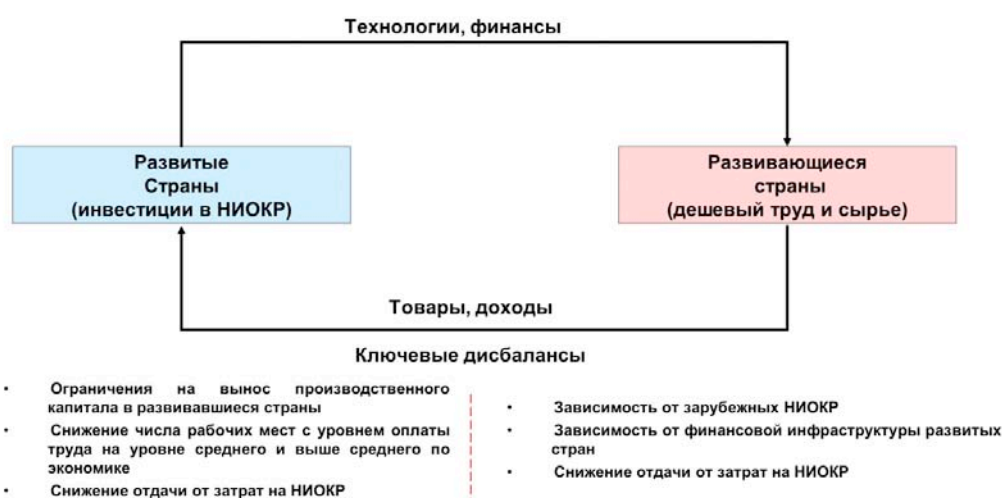 Технологии, финансы
Развитые
Страны
(инвестиции в НИОКР)
Развивающиеся
страны
(дешевый труд и сырье)
Товары, доходы
Ключевые дисбалансы
• Ограничения на вынос производственного
капитала в развивавшиеся страны
• Снижение числа рабочих мест с уровнем оплаты
труда на уровне среднего и выше среднего по
экономике
• Снижение отдачи от затрат на НИОКР
• Зависимость от зарубежных НИОКР
• Зависимость от финансовой инфраструктуры развитых
стран
• Снижение отдачи от затрат на НИОКР